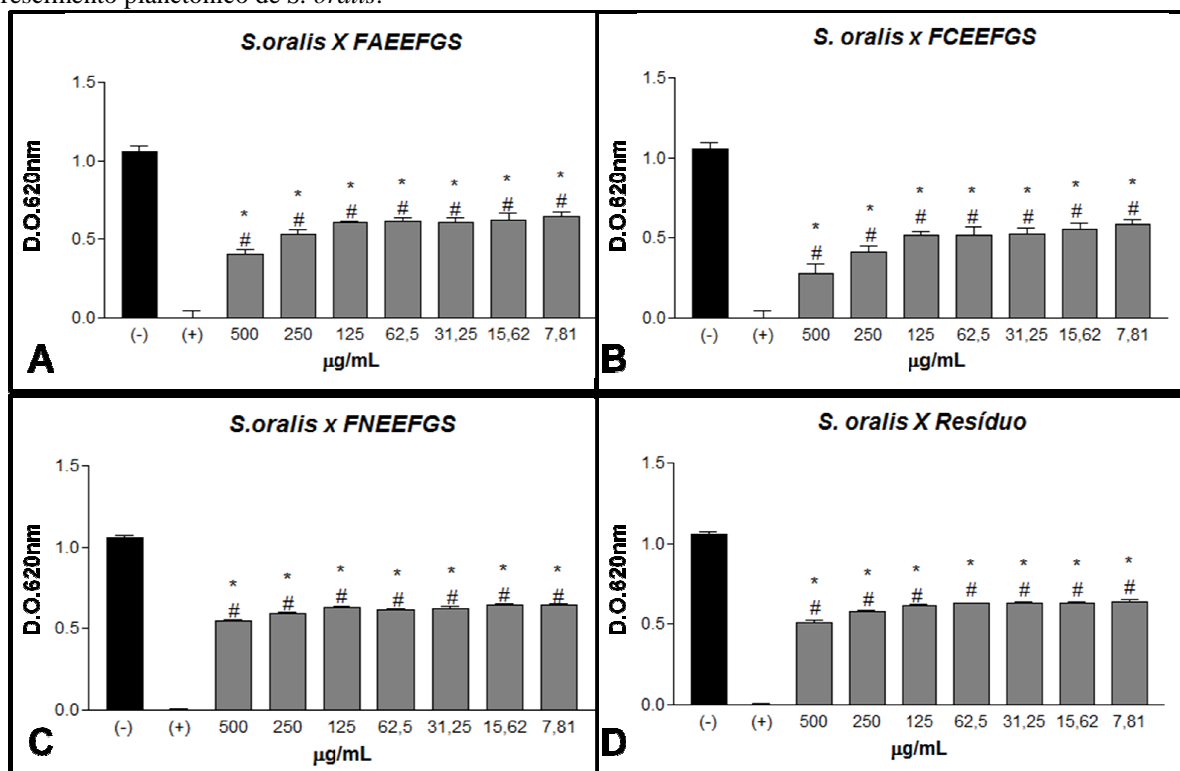 crescimento planctônico de S. oralis.
S.oralis X FAEEFGS
1.5
1.0
0.5
0.0
D.O.620nm
* * * * * * *
# # # # # # #
(-) (+) 500 250 125 62,5 31,25 15,62 7,81
µg/mL
A
S. oralis x FCEEFGS
1.5
1.0
0.5
0.0
D.O.620nm
* * * * * * *
# # # # # # #
(-) (+) 500 250 125 62,5 31,25 15,62 7,81
µg/mL
B
S.oralis x FNEEFGS
1.5
1.0
0.5
0.0
D.O.620nm
* * * * * * *
# # # # # # #
(-) (+) 500 250 125 62,5 31,25 15,62 7,81
µg/mL
C
S. oralis X Resíduo
1.5
1.0
0.5
0.0
D.O.620nm
* * * * * * *
# # # # # # #
(-) (+) 500 250 125 62,5 31,25 15,62 7,81
µg/mL
D